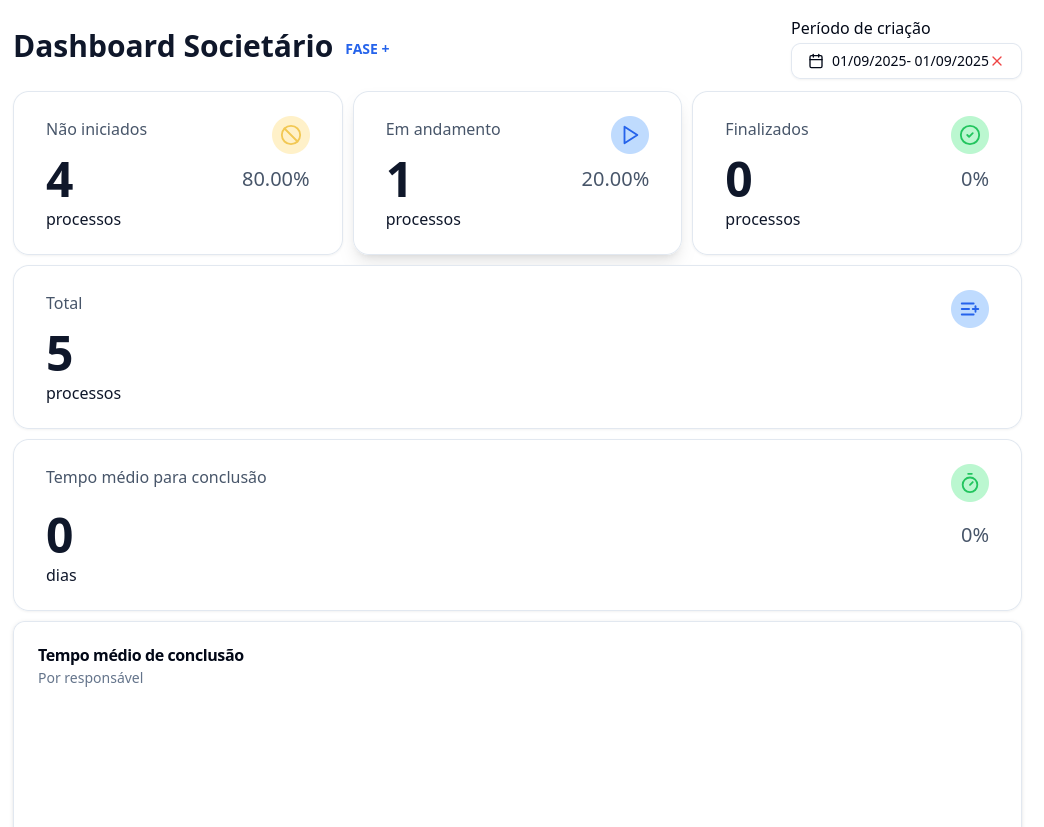 Dashboard Societário FASE +
Período de criação
01/09/2025- 01/09/2025
Não iniciados
4
80.00%
processos
Em andamento
1
20.00%
processos
Finalizados
0
0%
processos
Total
5
processos
Tempo médio para conclusão
0
0%
dias
Tempo médio de conclusão
Por responsável